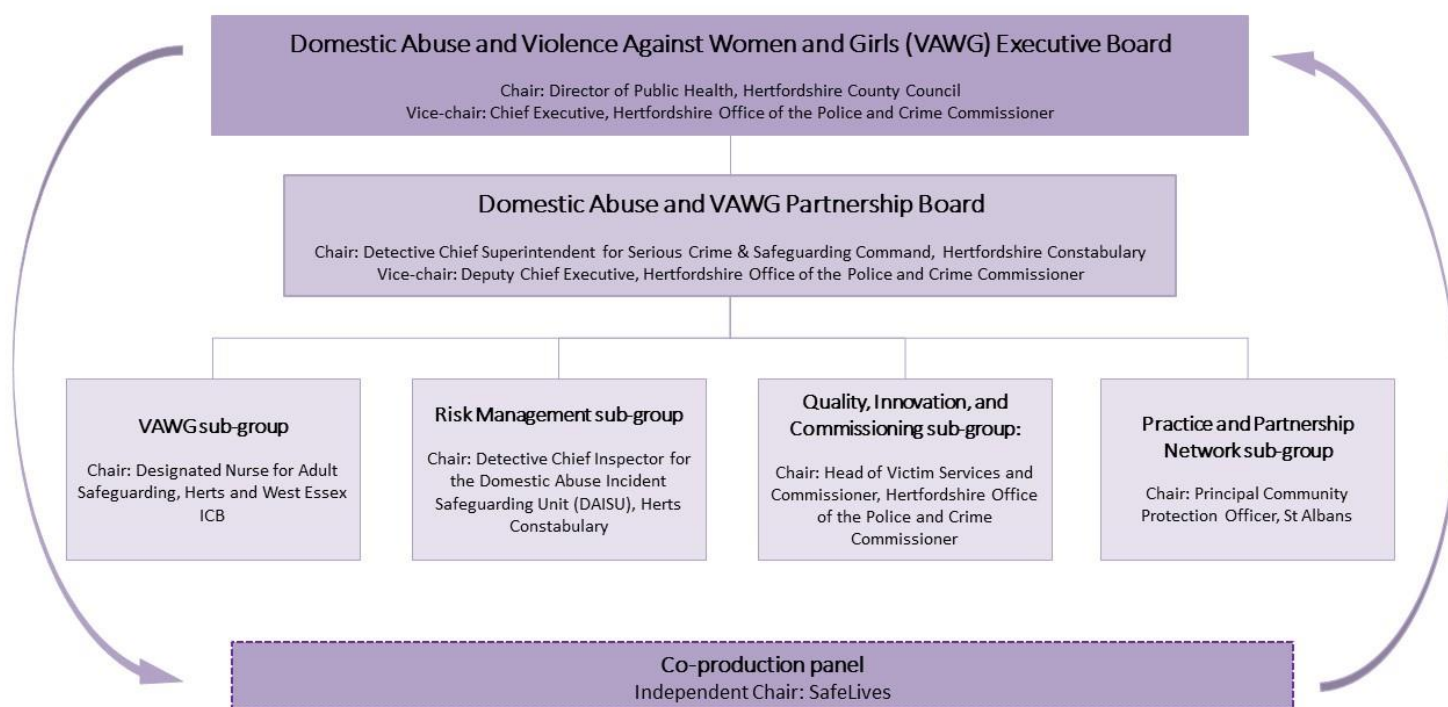 Domestic Abuse and Violence Against Women and Girls (VAWG) Executive Board
Chair: Director of Public Health, Hertfordshire County Council
Vice-chair: Chief Executive, Hertfordshire Office of the Police and Crime Commissioner
Domestic Abuse and VAWG Partnership Board
Chair: Detective Chief Superintendent for Serious Crime & Safeguarding Command, Hertfordshire Constabulary
Vice-chair: Deputy Chief Executive, Hertfordshire Office of the Police and Crime Commissioner
VAWG sub-group
Chair: Designated Nurse for Adult
Safeguarding, Herts and West Essex
ICB
Risk Management sub-group
Chair: Detective Chief Inspector for
the Domestic Abuse Incident
Safeguarding Unit (DAISU), Herts
Constabulary
Quality, Innovation, and
Commissioning sub-group:
Chair: Head of Victim Services and
Commissioner, Hertfordshire Office
of the Police and Crime
Commissioner
Practice and Partnership
Network sub-group
Chair: Principal Community
Protection Officer, St Albans
Co-production panel
Independent Chair: SafeLives